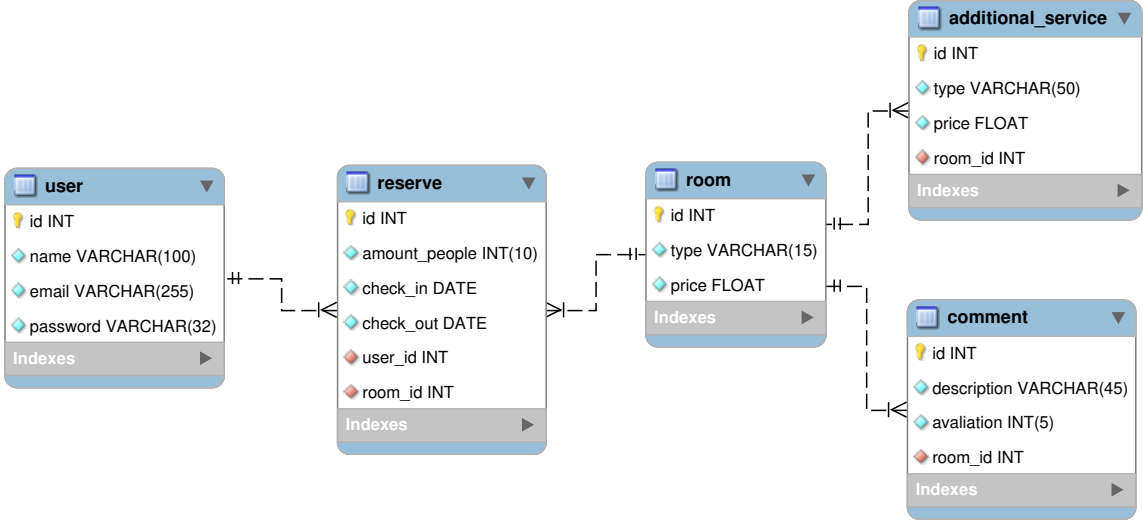 user
id INT
name VARCHAR(100)
email VARCHAR(255)
password VARCHAR(32)
Indexes
reserve
id INT
amount_people INT(10)
check_in DATE
check_out DATE
user_id INT
room_id INT
Indexes
room
id INT
type VARCHAR(15)
price FLOAT
Indexes
additional_service
id INT
type VARCHAR(50)
price FLOAT
room_id INT
Indexes
comment
id INT
description VARCHAR(45)
avaliation INT(5)
room_id INT
Indexes